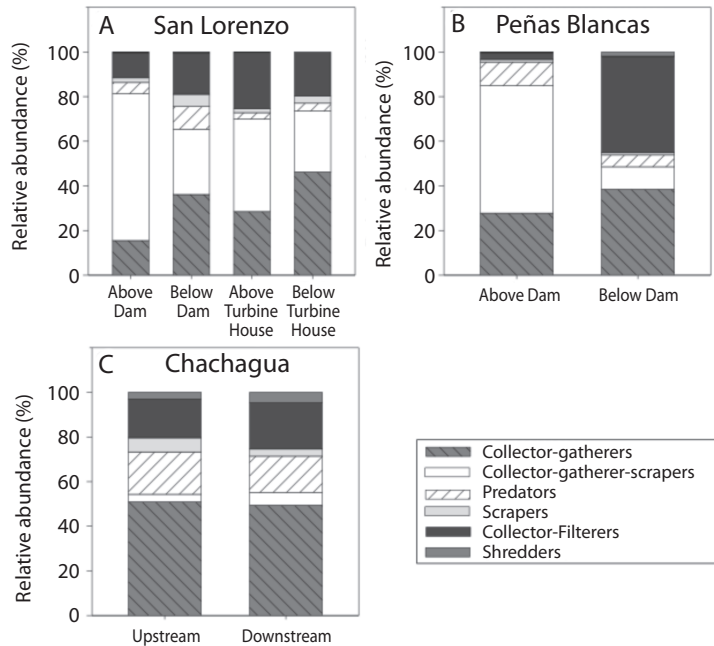 A San Lorenzo
Relative abundance (%)
100
80
60
40
20
0
Above
Dam
Below
Dam
Above
Turbine
House
Below
Turbine
House
B Peñas Blancas
Relative abundance (%)
100
80
60
40
20
0
Above Dam
Below Dam
C Chachagua
Relative abundance (%)
100
80
60
40
20
0
Upstream
Downstream
Collector-gatherers
Collector-gatherer-scrapers
Predators
Scrapers
Collector-Filterers
Shredders